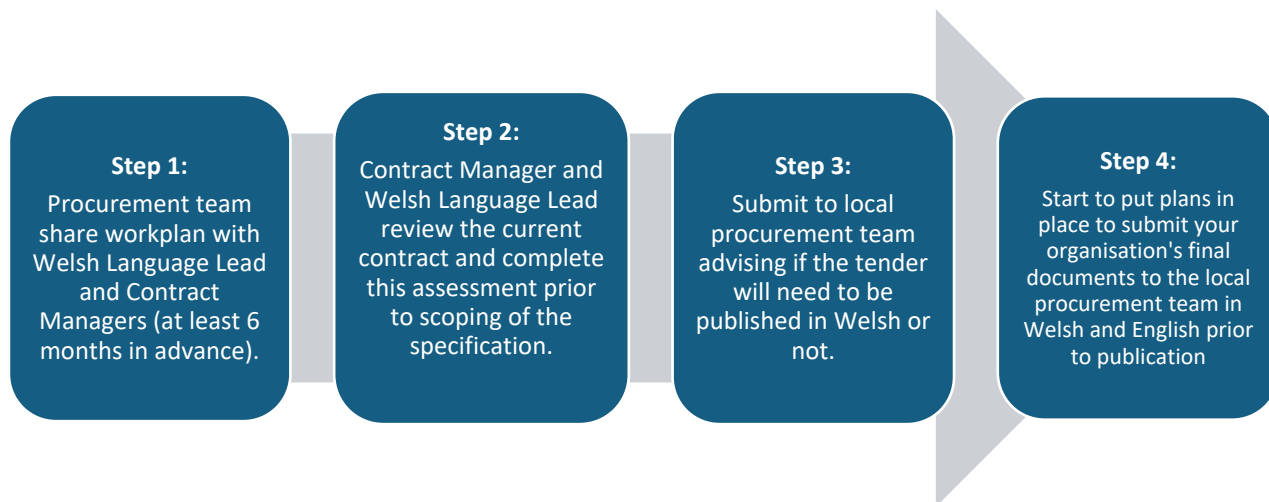 Step 1:
Procurement team
share workplan with
Welsh Language Lead
and Contract
Managers (at least 6
months in advance).
Step 2:
Contract Manager and
Welsh Language Lead
review the current
contract and complete
this assessment prior
to scoping of the
specification.
Step 3:
Submit to local
procurement team
advising if the tender
will need to be
published in Welsh or
not.
Step 4:
Start to put plans in
place to submit your
organisation's final
documents to the local
procurement team in
Welsh and English prior
to publication